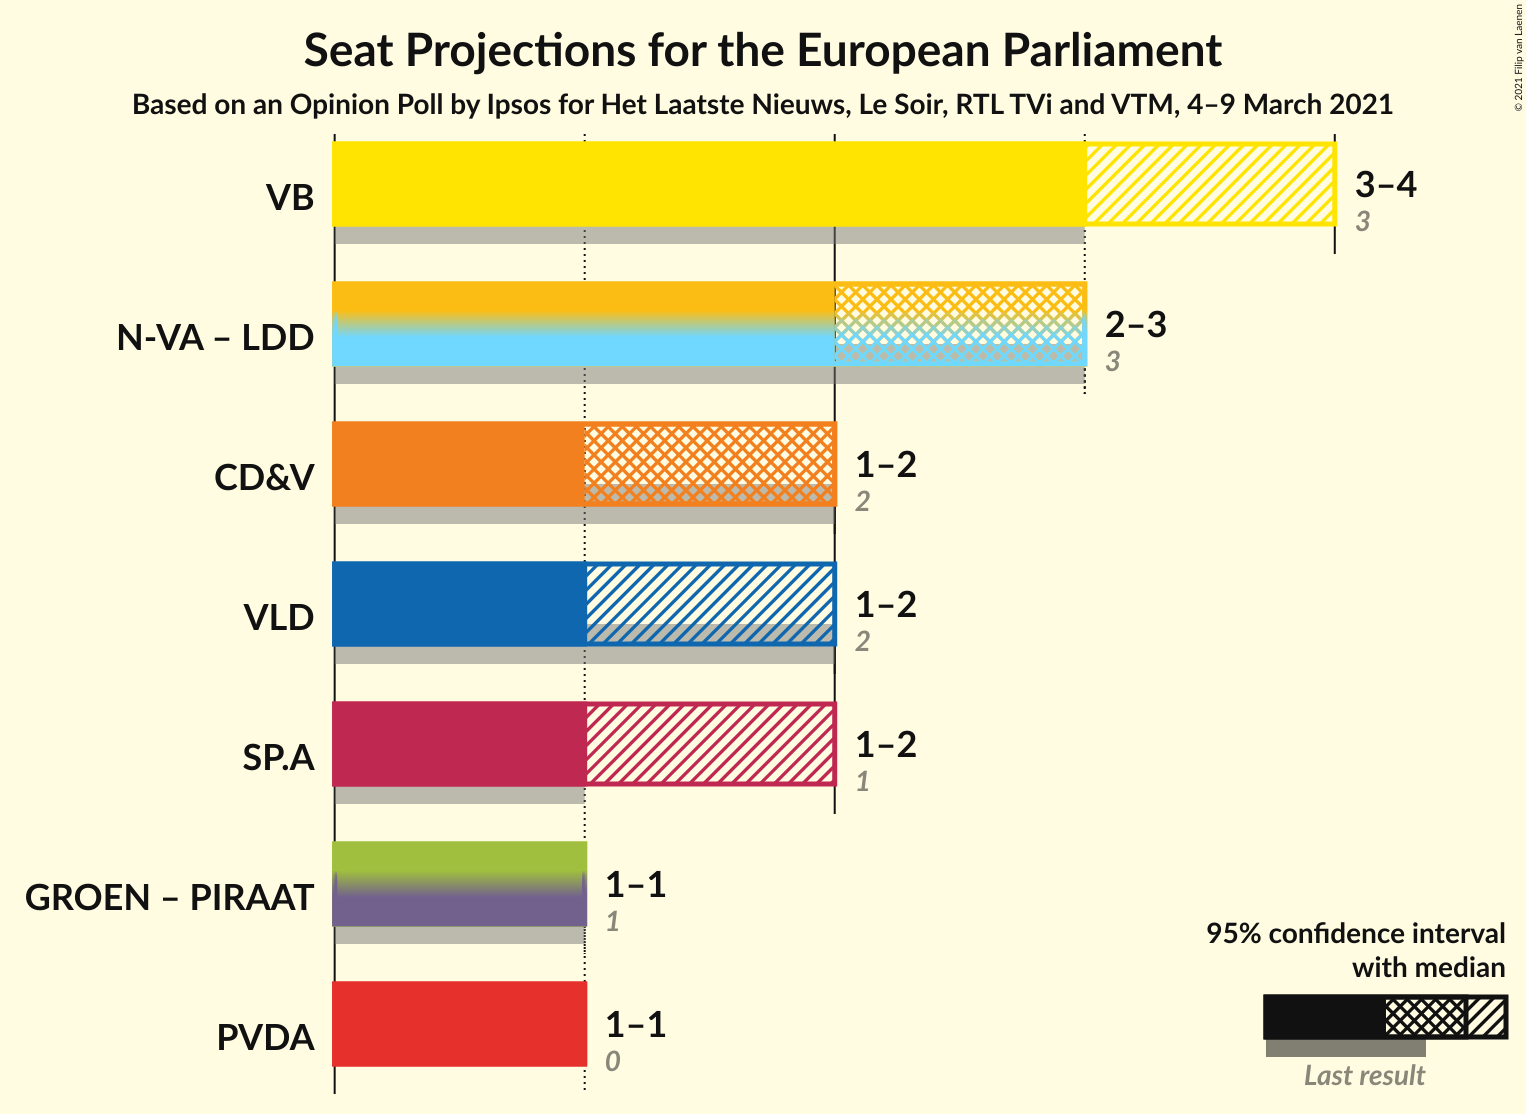 Seat Projections for the European Parliament
Based on an Opinion Poll by Ipsos for Het Laatste Nieuws, Le Soir, RTL TVi and VTM, 4–9 March 2021
© 2021 Filip van Laenen
VB
3–4
3
N-VA – LDD
2–3
3
CD&V
1–2
2
VLD
1–2
2
SP.A
1–2
1
GROEN – PIRAAT
1–1
1
PVDA
1–1
0
95% confidence interval
with median
Last result